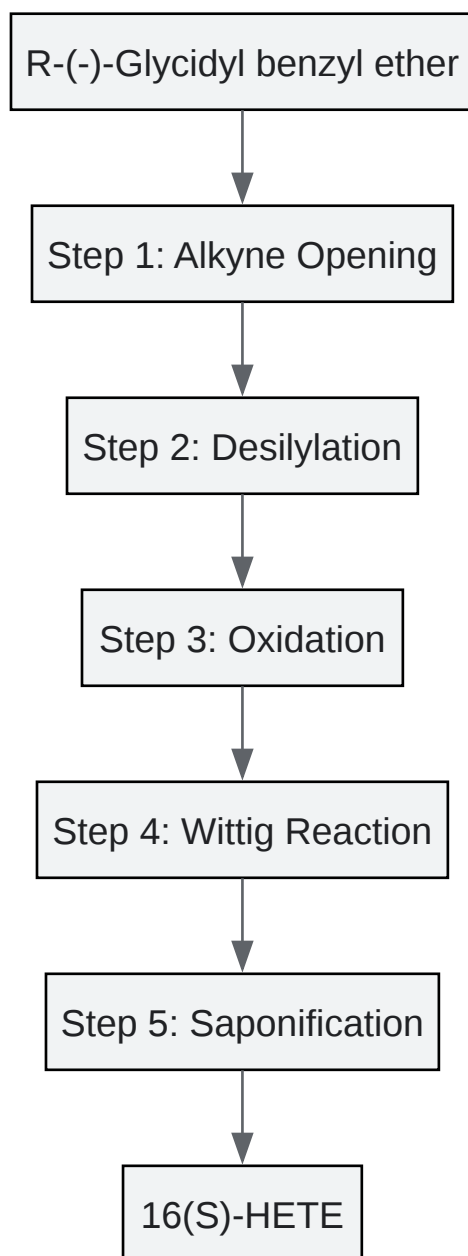 R-(-)-Glycidyl benzyl ether
Step 1: Alkyne Opening
Step 2: Desilylation
Step 3: Oxidation
Step 4: Wittig Reaction
Step 5: Saponification
16(S)-HETE